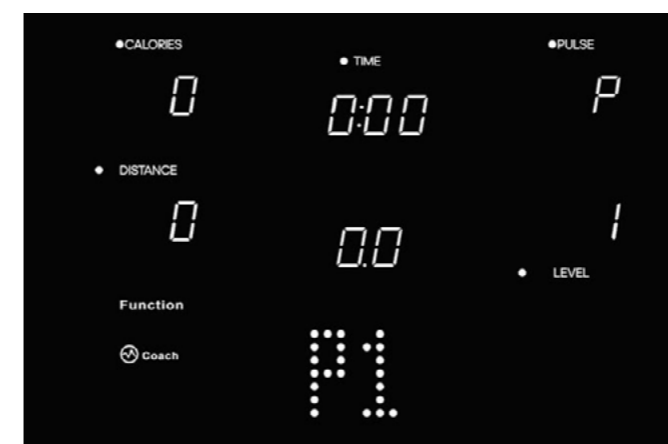 CALORIES
TIME
PULSE
0
0:00
P
DISTANCE
0
0.0
1
LEVEL
Function
Coach
P1